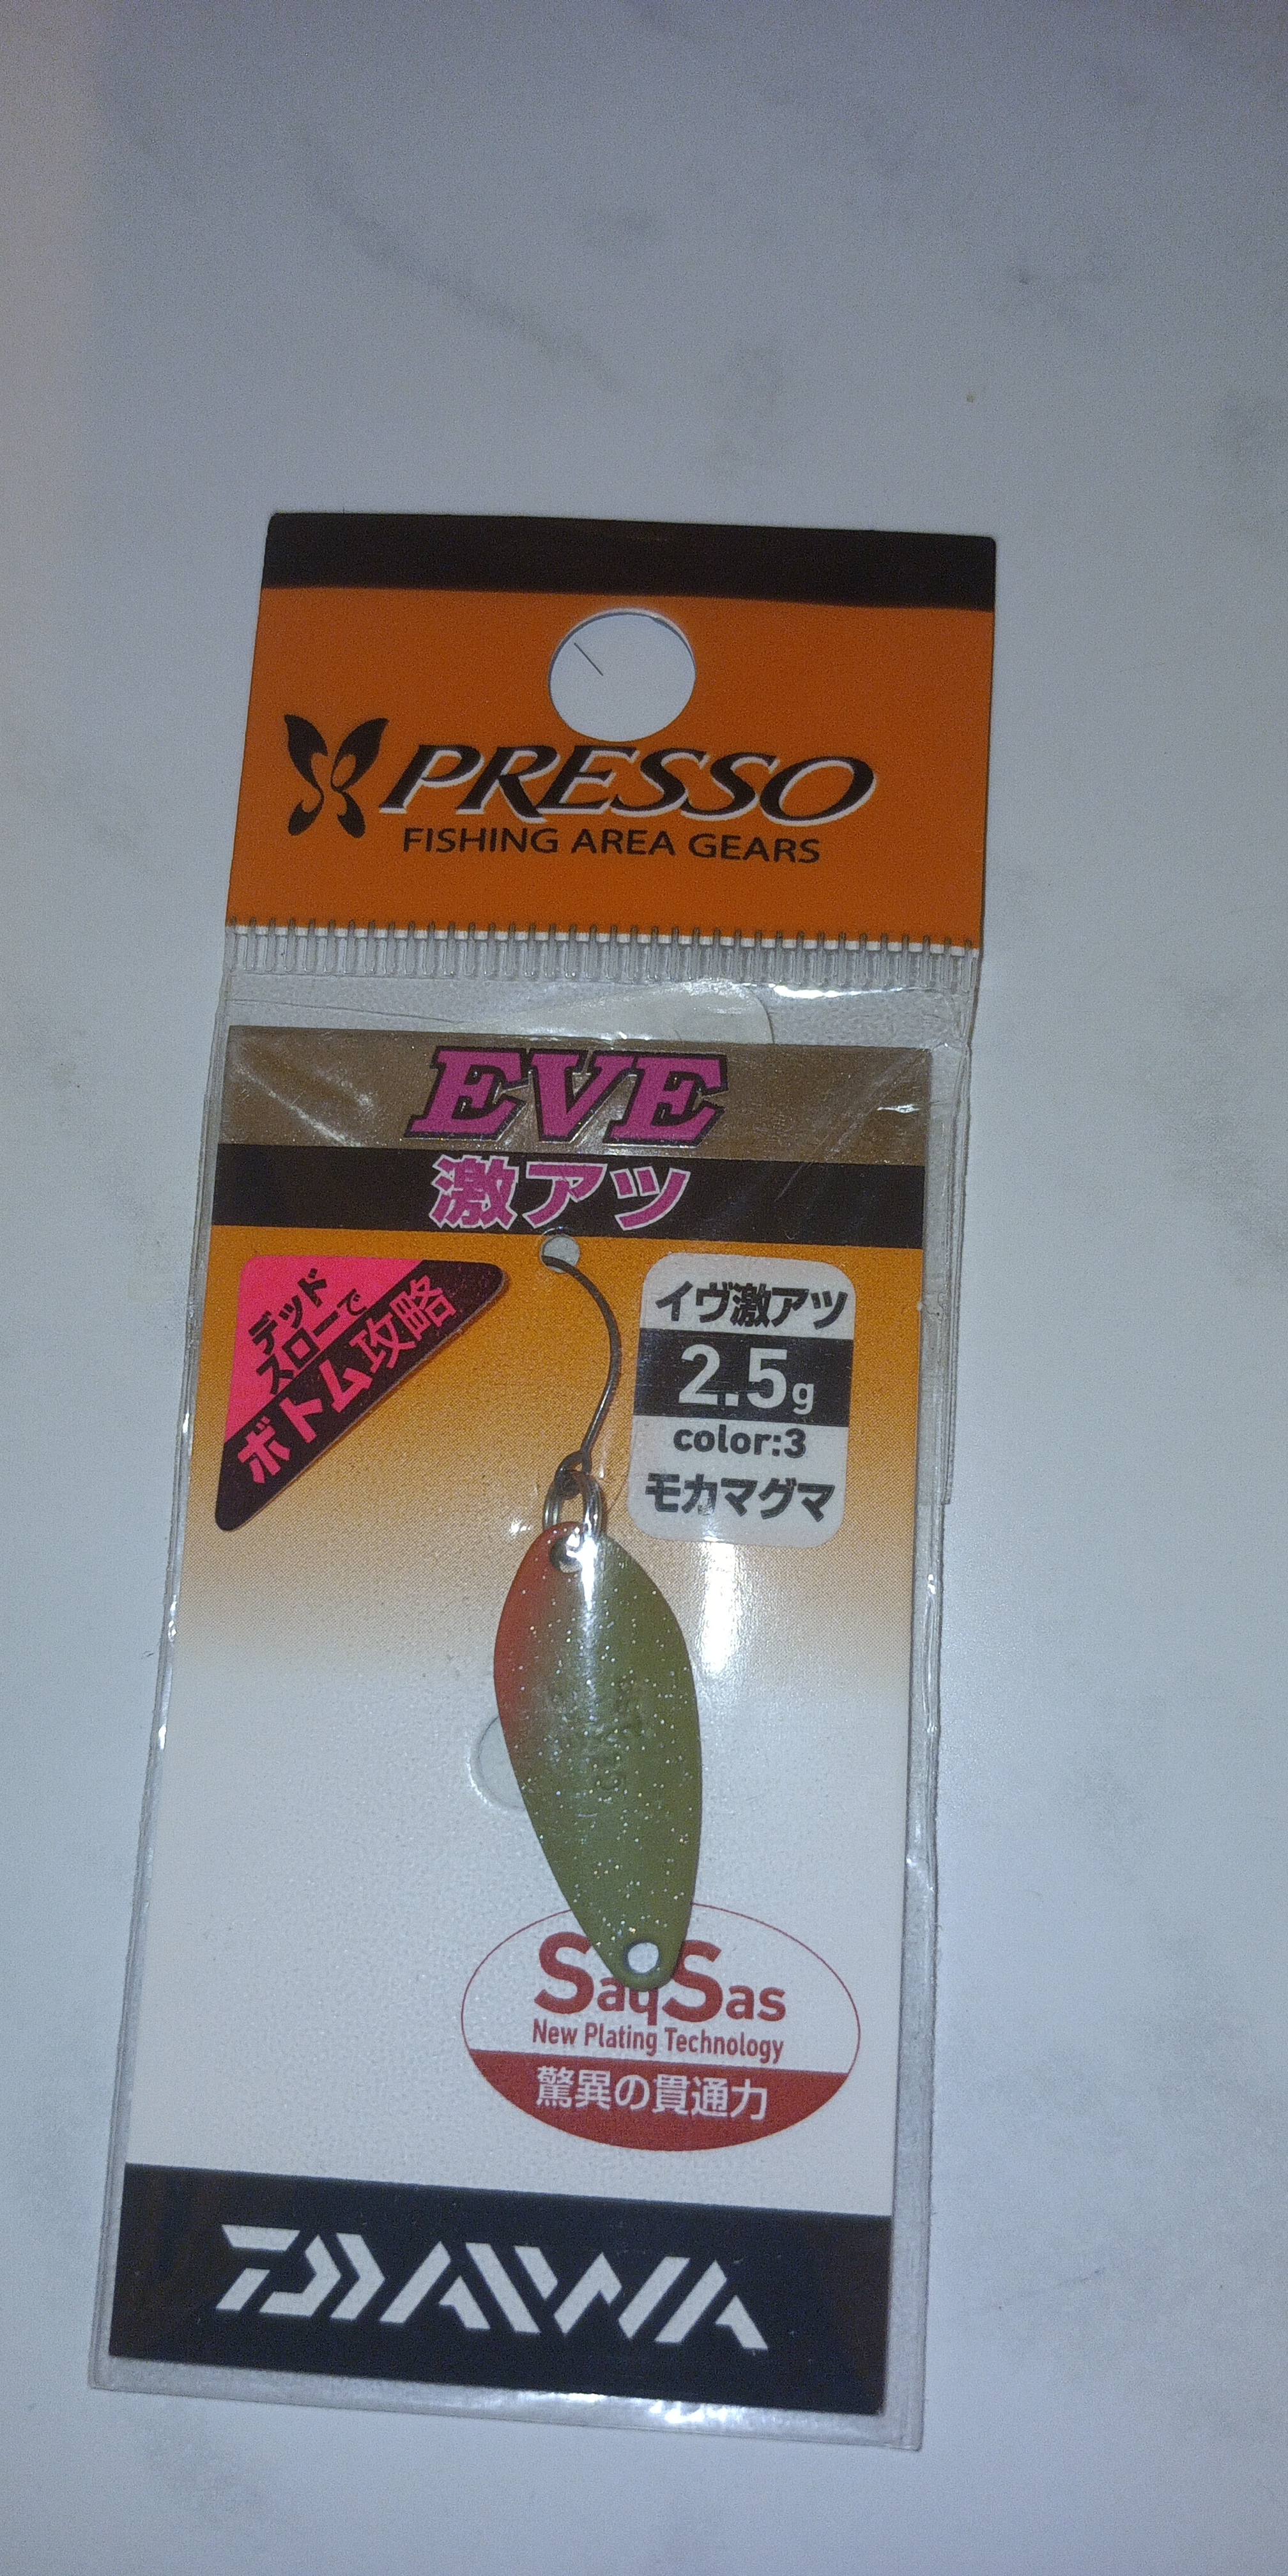 PRESSO
FISHING AREA GEARS
EVE
激アツ
デッド
スローで
ボトム攻略
イヴ激アツ
2.5g
color:3
モカマグマ
SaqSas
New Plating Technology
驚異の貫通力
DAIWA